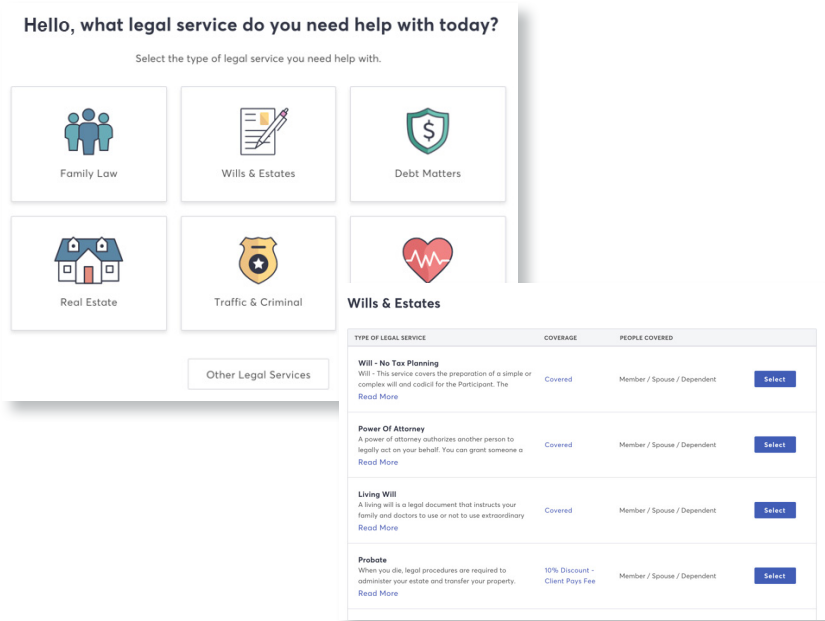 Hello, what legal service do you need help with today?
Select the type of legal service you need help with.
Family Law
Wills & Estates
Debt Matters
$
Real Estate
Traffic & Criminal
Other Legal Services
Wills & Estates
TYPE OF LEGAL SERVICE COVERAGE PEOPLE COVERED
Will - No Tax Planning
Will - This service covers the preparation of a simple or
complex will and codicil for the Participant. The
Read More
Covered
Member / Spouse / Dependent
Select
Power Of Attorney
A power of attorney authorizes another person to
legally act on your behalf. You can grant someone a
Read More
Covered
Member / Spouse / Dependent
Select
Living Will
A living will is a legal document that instructs your
family and doctors to use or not to use extraordinary
Read More
Covered
Member / Spouse / Dependent
Select
Probate
When you die, legal procedures are required to
administer your estate and transfer your property.
Read More
10% Discount -
Client Pays Fee
Member / Spouse / Dependent
Select